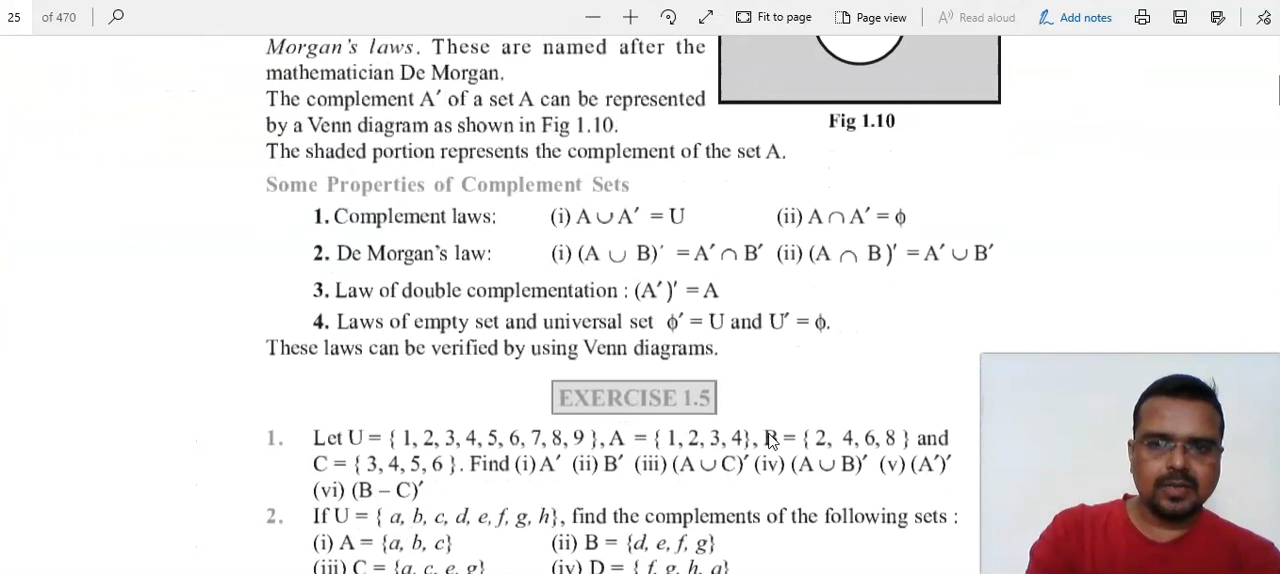 25 of 470 Fit to page Page view Read aloud Add notes
Morgan's laws. These are named after the
mathematician De Morgan.
The complement A′ of a set A can be represented
by a Venn diagram as shown in Fig 1.10.
Fig 1.10
The shaded portion represents the complement of the set A.
Some Properties of Complement Sets
1. Complement laws: (i) A ∪ A′ = U (ii) A ∩ A′ = ϕ
2. De Morgan's law: (i) (A ∪ B)′ = A′ ∩ B′ (ii) (A ∩ B)′ = A′ ∪ B′
3. Law of double complementation : (A′)′ = A
4. Laws of empty set and universal set ϕ′ = U and U′ = ϕ.
These laws can be verified by using Venn diagrams.
EXERCISE 1.5
1. Let U = { 1, 2, 3, 4, 5, 6, 7, 8, 9 }, A = { 1, 2, 3, 4}, B = { 2, 4, 6, 8 } and
C = { 3, 4, 5, 6 }. Find (i) A′ (ii) B′ (iii) (A ∪ C)′ (iv) (A ∪ B)′ (v) (A′)′
(vi) (B – C)′
2. If U = { a, b, c, d, e, f, g, h}, find the complements of the following sets :
(i) A = {a, b, c} (ii) B = {d, e, f, g}
(iii) C = {a, c, e, g} (iv) D = { f, g, h, a}